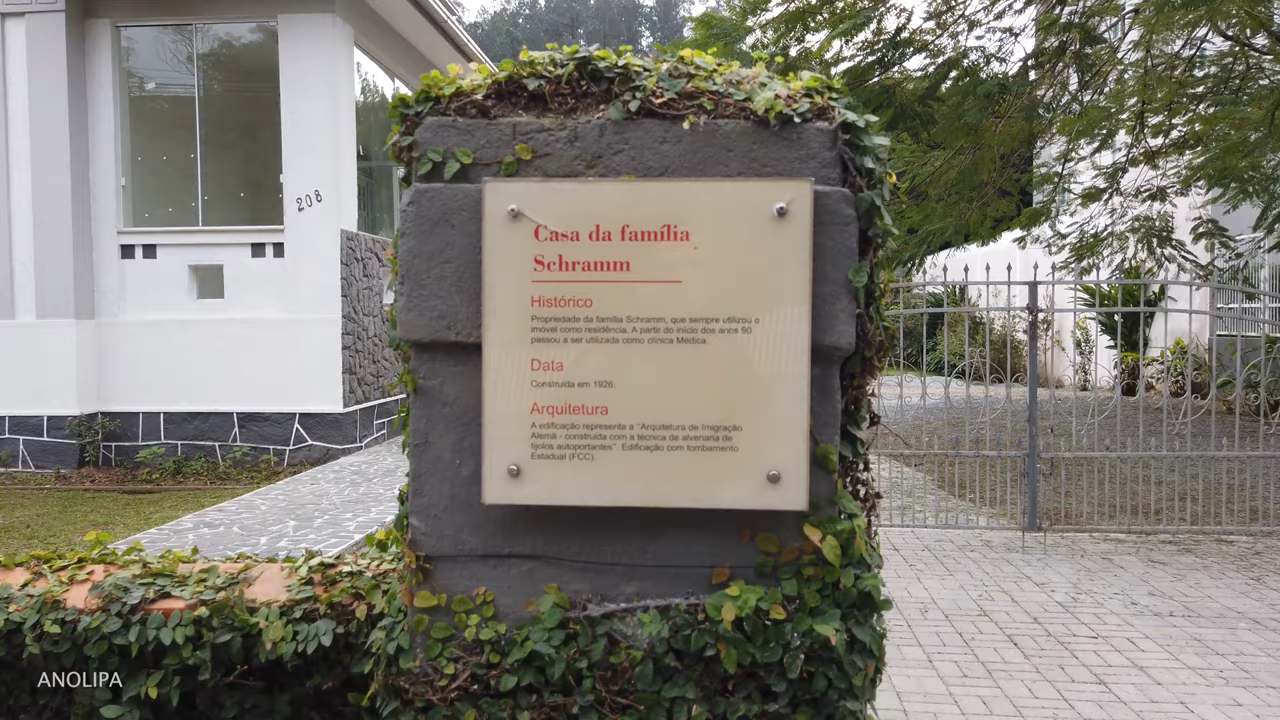 208
Casa da família
Schramm
Histórico
Propriedade da família Schramm, que sempre utilizou o
imóvel como residência. A partir do início dos anos 90
passou a ser utilizada como clínica Médica.
Data
Construída em 1926.
Arquitetura
A edificação representa a "Arquitetura de Imigração
Alemã - construída com a técnica de alvenaria de
tijolos autoportantes". Edificação com tombamento
Estadual (FCC).
ANOLIPA